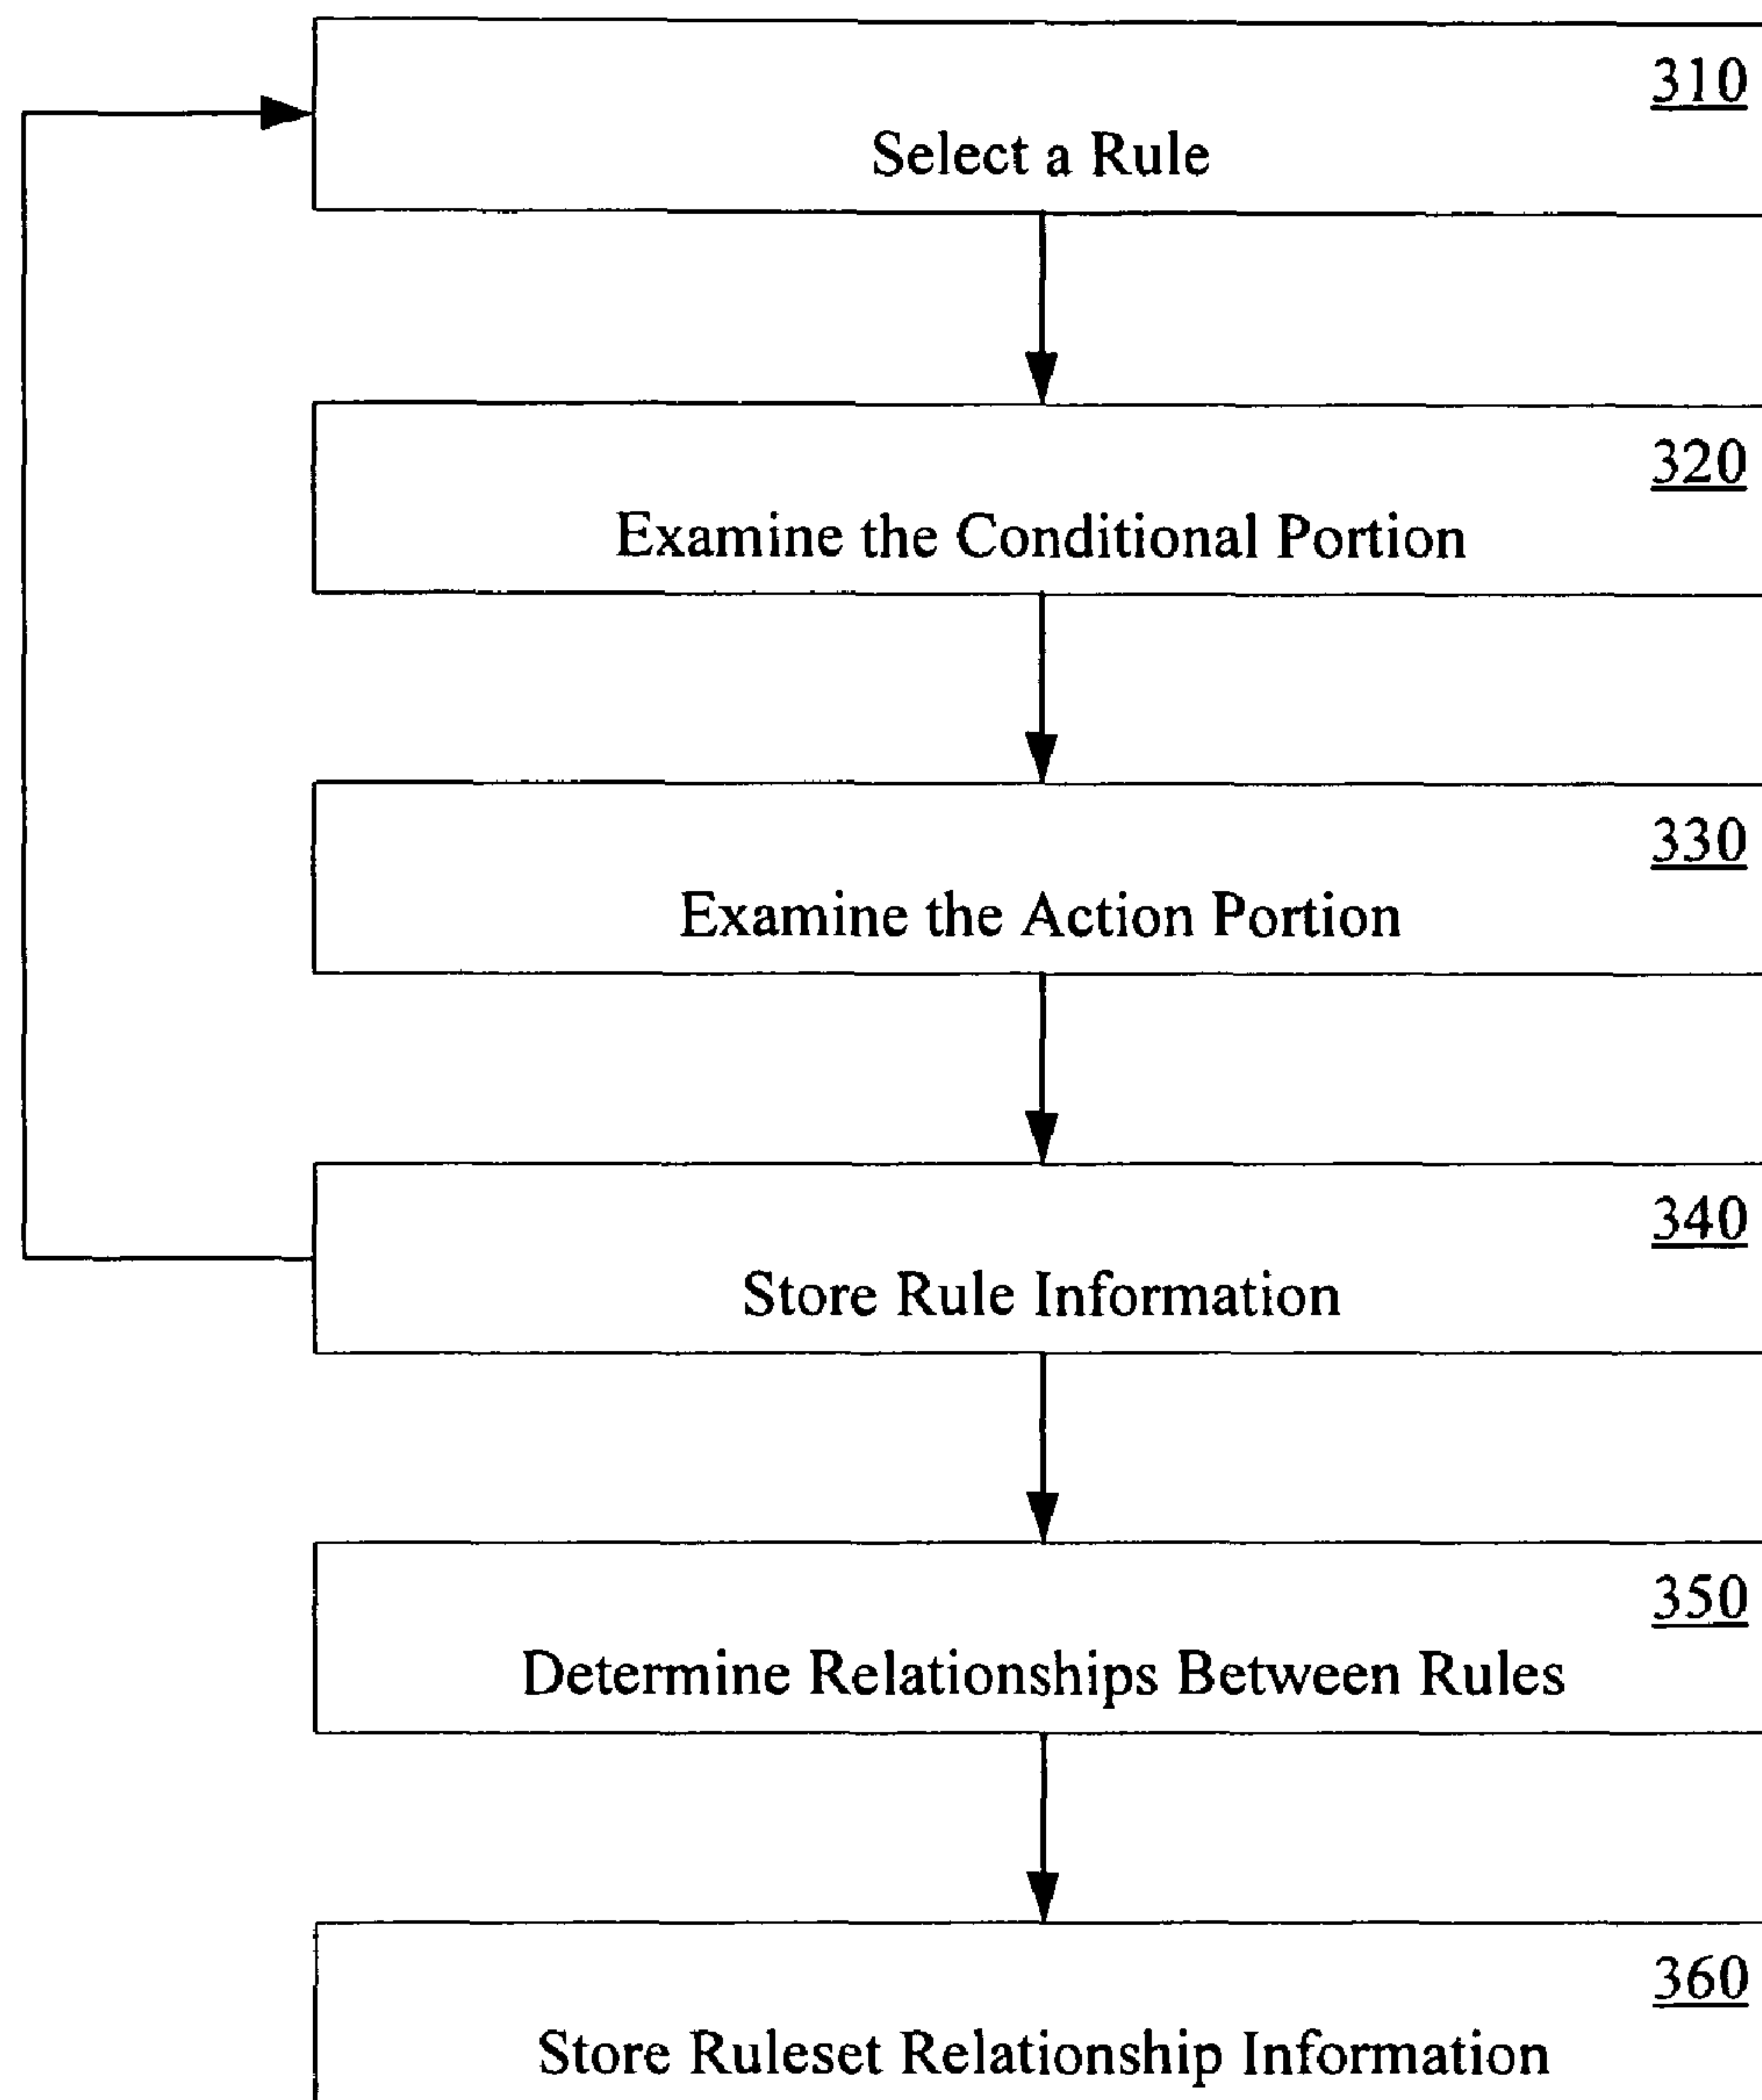 310
Select a Rule
320
Examine the Conditional Portion
330
Examine the Action Portion
340
Store Rule Information
350
Determine Relationships Between Rules
360
Store Ruleset Relationship Information